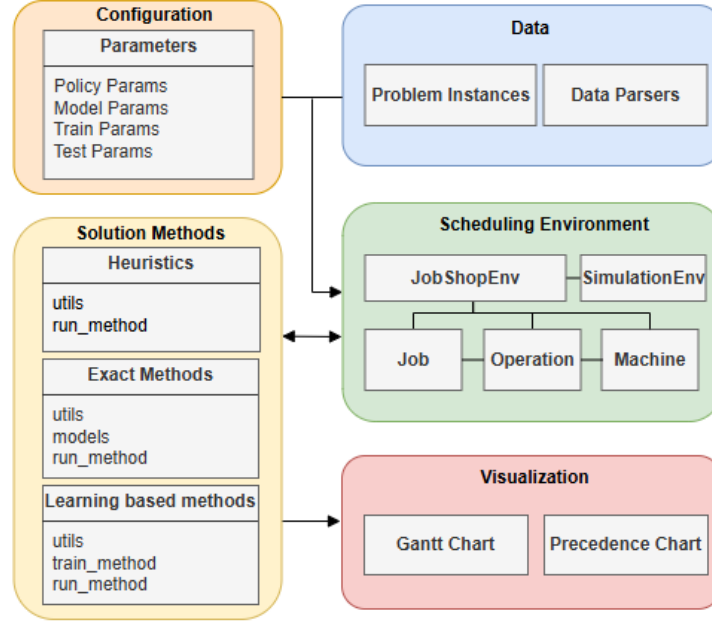 Configuration
Parameters
Policy Params
Model Params
Train Params
Test Params
Data
Problem Instances
Data Parsers
Solution Methods
Heuristics
utils
run_method
Exact Methods
utils
models
run_method
Learning based methods
utils
train_method
run_method
Scheduling Environment
JobShopEnv
SimulationEnv
Job
Operation
Machine
Visualization
Gantt Chart
Precedence Chart